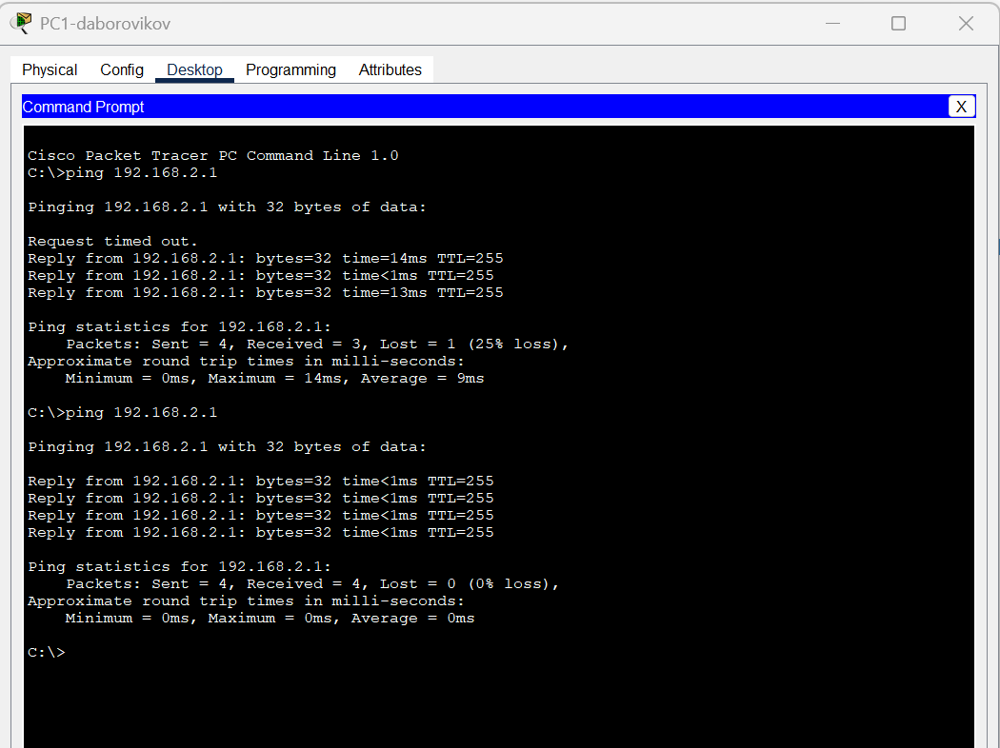 PC1-daborovikov
Physical Config Desktop Programming Attributes
Command Prompt X
Cisco Packet Tracer PC Command Line 1.0
C:\>ping 192.168.2.1
Pinging 192.168.2.1 with 32 bytes of data:
Request timed out.
Reply from 192.168.2.1: bytes=32 time=14ms TTL=255
Reply from 192.168.2.1: bytes=32 time<1ms TTL=255
Reply from 192.168.2.1: bytes=32 time=13ms TTL=255
Ping statistics for 192.168.2.1:
    Packets: Sent = 4, Received = 3, Lost = 1 (25% loss),
Approximate round trip times in milli-seconds:
    Minimum = 0ms, Maximum = 14ms, Average = 9ms
C:\>ping 192.168.2.1
Pinging 192.168.2.1 with 32 bytes of data:
Reply from 192.168.2.1: bytes=32 time<1ms TTL=255
Reply from 192.168.2.1: bytes=32 time<1ms TTL=255
Reply from 192.168.2.1: bytes=32 time<1ms TTL=255
Reply from 192.168.2.1: bytes=32 time<1ms TTL=255
Ping statistics for 192.168.2.1:
    Packets: Sent = 4, Received = 4, Lost = 0 (0% loss),
Approximate round trip times in milli-seconds:
    Minimum = 0ms, Maximum = 0ms, Average = 0ms
C:\>